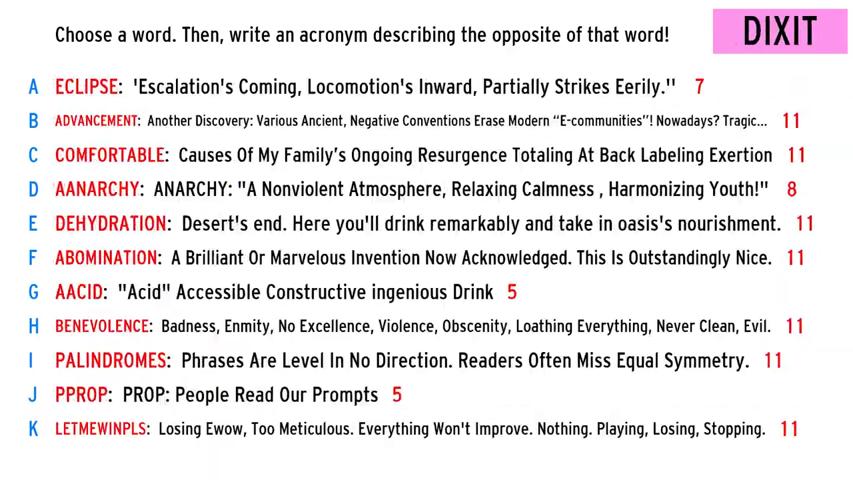 Choose a word. Then, write an acronym describing the opposite of that word!
DIXIT
A ECLIPSE: 'Escalation's Coming, Locomotion's Inward, Partially Strikes Eerily.'' 7
B ADVANCEMENT: Another Discovery: Various Ancient, Negative Conventions Erase Modern “E-communities”! Nowadays? Tragic... 11
C COMFORTABLE: Causes Of My Family’s Ongoing Resurgence Totaling At Back Labeling Exertion 11
D AANARCHY: ANARCHY: "A Nonviolent Atmosphere, Relaxing Calmness , Harmonizing Youth!" 8
E DEHYDRATION: Desert's end. Here you'll drink remarkably and take in oasis's nourishment. 11
F ABOMINATION: A Brilliant Or Marvelous Invention Now Acknowledged. This Is Outstandingly Nice. 11
G AACID: "Acid" Accessible Constructive ingenious Drink 5
H BENEVOLENCE: Badness, Enmity, No Excellence, Violence, Obscenity, Loathing Everything, Never Clean, Evil. 11
I PALINDROMES: Phrases Are Level In No Direction. Readers Often Miss Equal Symmetry. 11
J PPROP: PROP: People Read Our Prompts 5
K LETMEWINPLS: Losing Ewow, Too Meticulous. Everything Won't Improve. Nothing. Playing, Losing, Stopping. 11